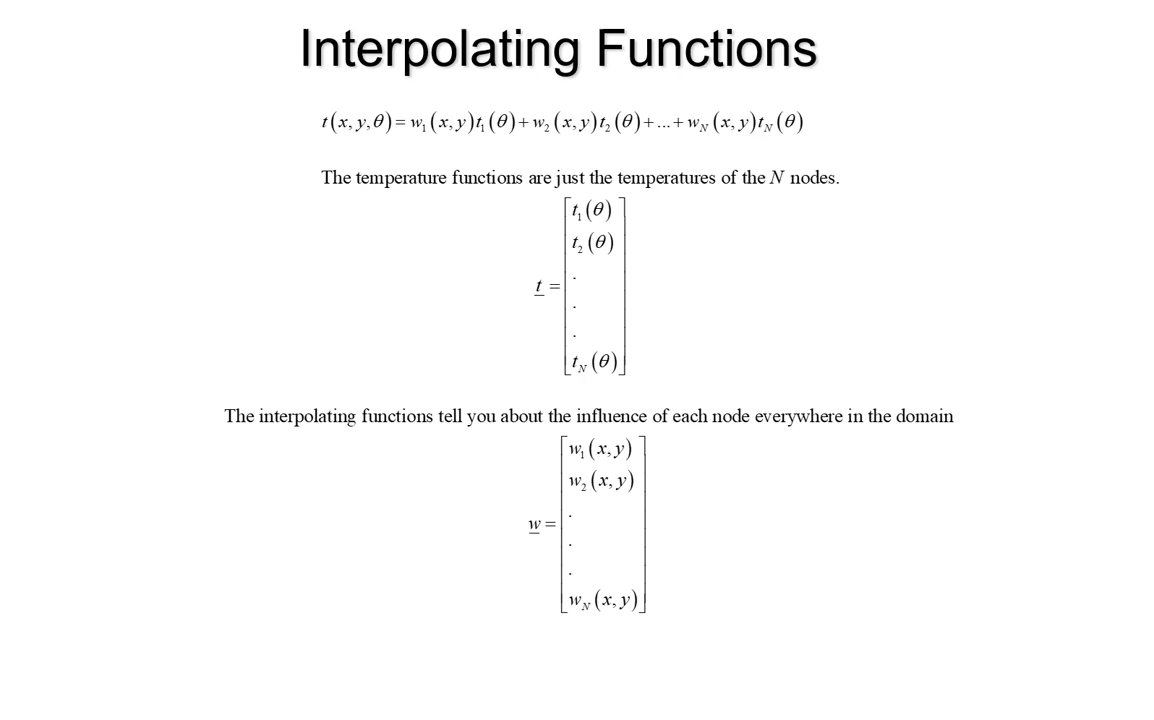 Interpolating Functions
t(x, y, θ) = w₁(x, y)t₁(θ) + w₂(x, y)t₂(θ) + ... + w_N(x, y)t_N(θ)
The temperature functions are just the temperatures of the N nodes.
t₁(θ)
t₂(θ)
.
t =
.
.
t_N(θ)
The interpolating functions tell you about the influence of each node everywhere in the domain
w₁(x, y)
w₂(x, y)
.
w =
.
.
w_N(x, y)